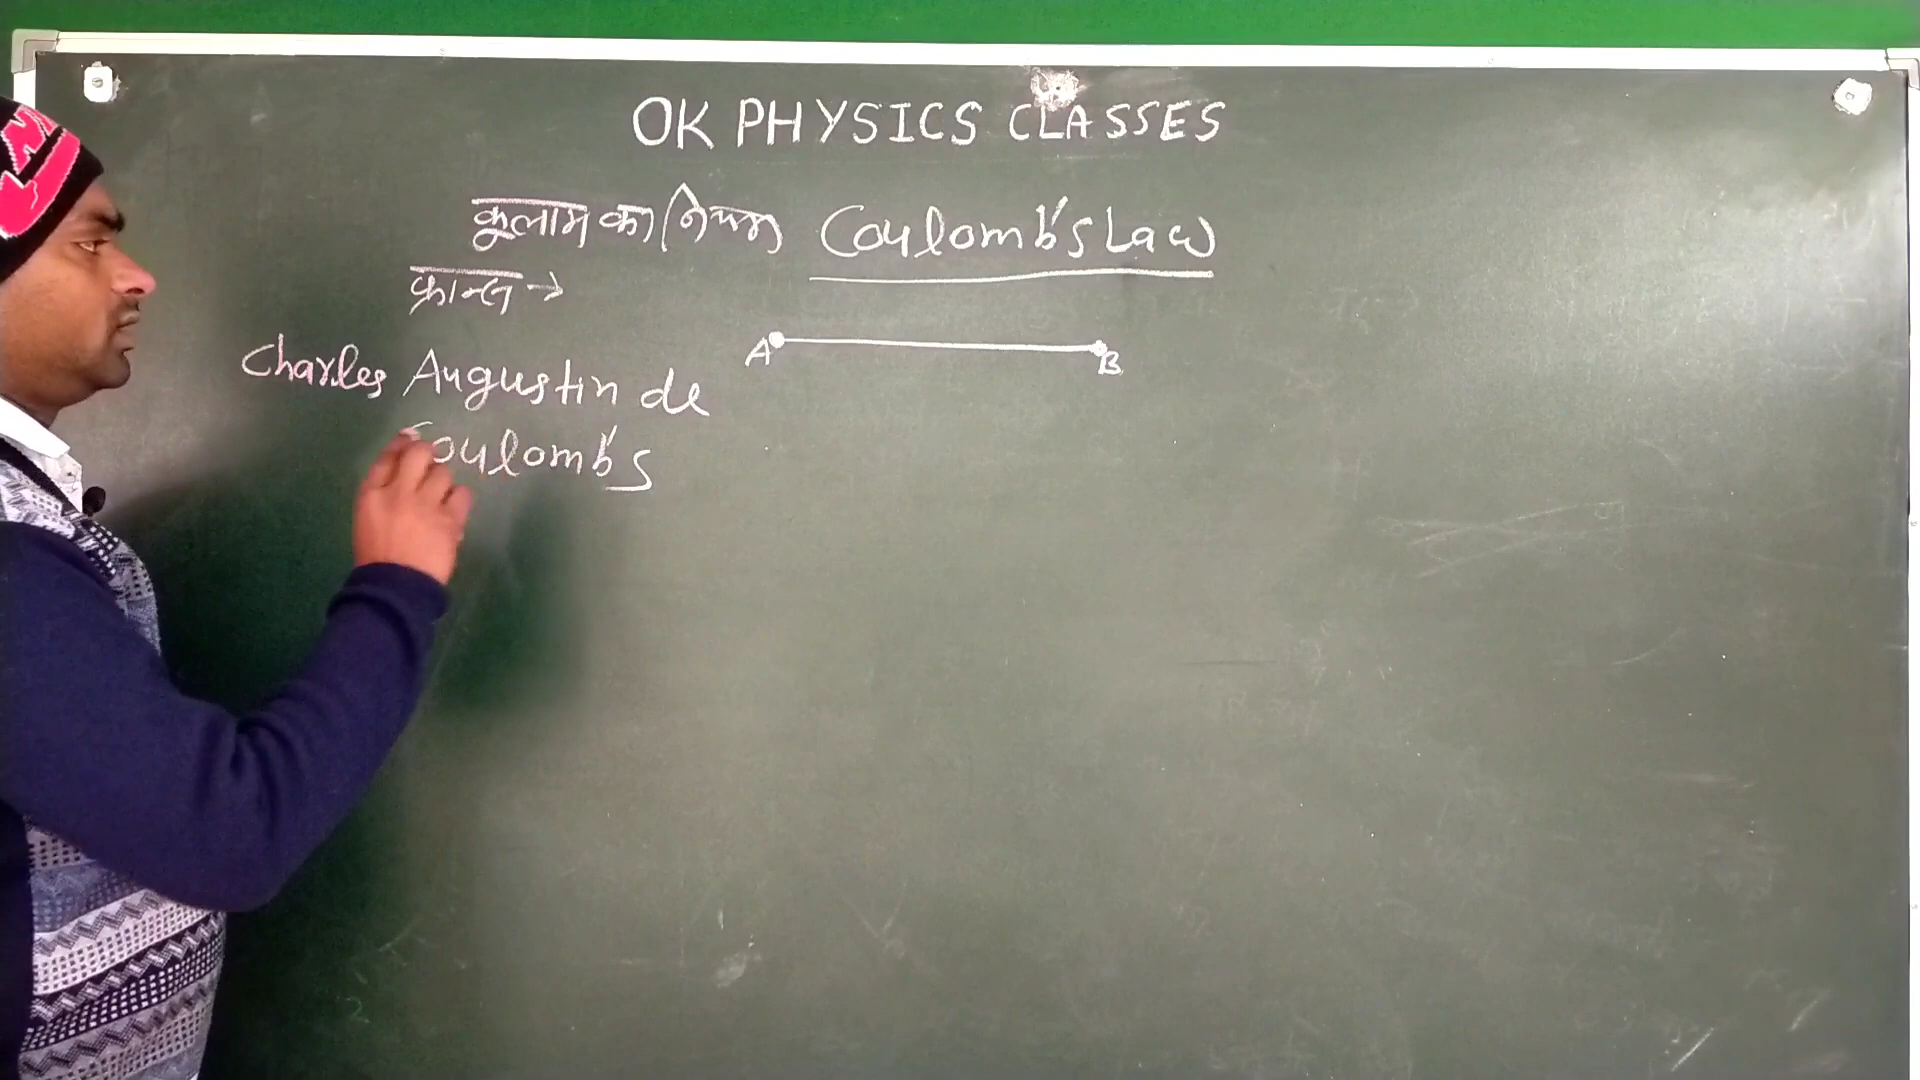 OK PHYSICS CLASSES
कुलाम का नियम Coulomb's Law
फ्रान्स →
Charles Augustin de
Coulomb's
A B